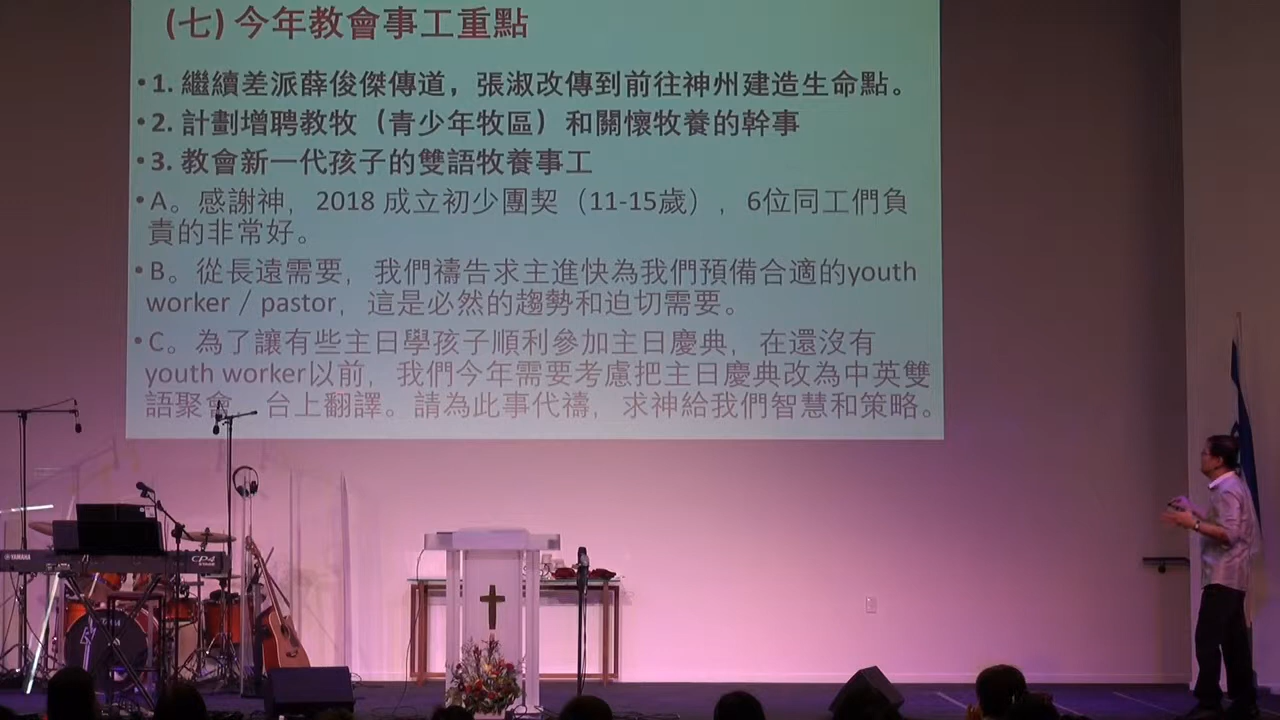 (七) 今年教會事工重點
• 1. 繼續差派薛俊傑傳道，張淑改傳到前往神州建造生命點。
• 2. 計劃增聘教牧（青少年牧區）和關懷牧養的幹事
• 3. 教會新一代孩子的雙語牧養事工
• A。感謝神，2018 成立初少團契（11-15歲），6位同工們負
責的非常好。
• B。從長遠需要，我們禱告求主進快為我們預備合適的youth
worker / pastor，這是必然的趨勢和迫切需要。
• C。為了讓有些主日學孩子順利參加主日慶典，在還沒有
youth worker以前，我們今年需要考慮把主日慶典改為中英雙
語聚會，台上翻譯。請為此事代禱，求神給我們智慧和策略。
YAMAHA
CP4